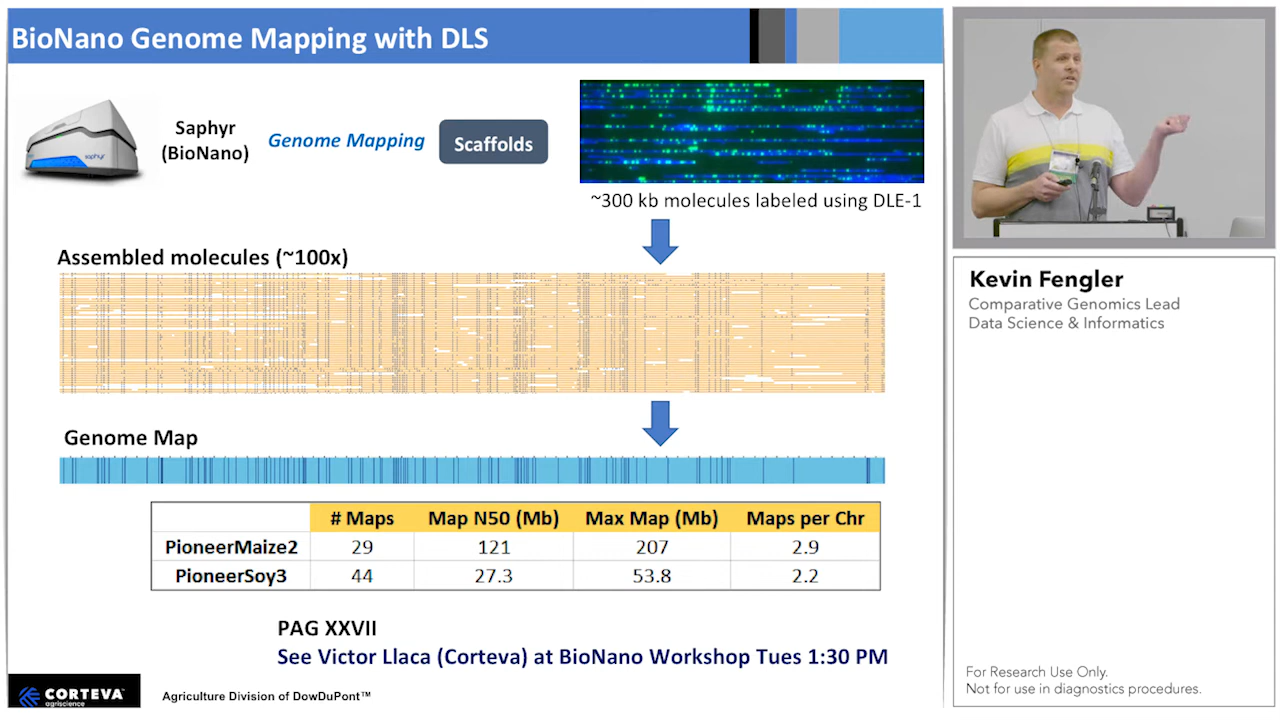 BioNano Genome Mapping with DLS
Saphyr
(BioNano)
Genome Mapping
Scaffolds
saphyr
~300 kb molecules labeled using DLE-1
Assembled molecules (~100x)
Genome Map
# Maps Map N50 (Mb) Max Map (Mb) Maps per Chr
PioneerMaize2 29 121 207 2.9
PioneerSoy3 44 27.3 53.8 2.2
PAG XXVII
See Victor Llaca (Corteva) at BioNano Workshop Tues 1:30 PM
CORTEVA™
agriscience
Agriculture Division of DowDuPont™
Kevin Fengler
Comparative Genomics Lead
Data Science & Informatics
For Research Use Only.
Not for use in diagnostics procedures.